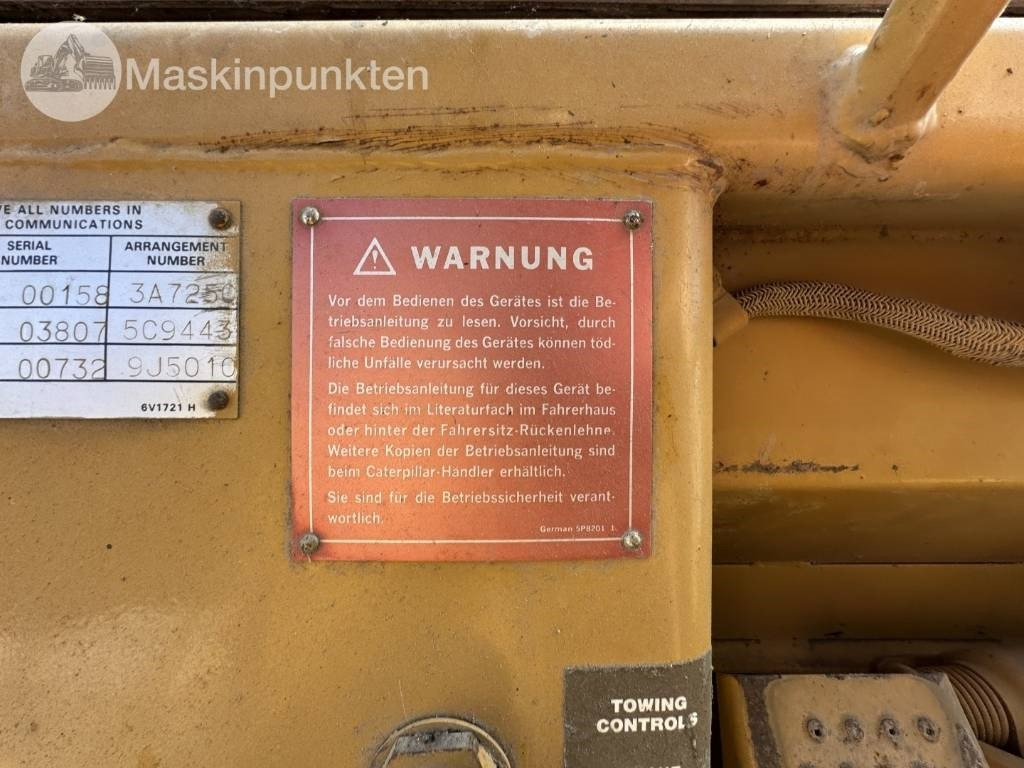 Maskinpunkten
VE ALL NUMBERS IN
COMMUNICATIONS
SERIAL
NUMBER
ARRANGEMENT
NUMBER
00158 3A7250
03807 5C9443
00732 9J5010
6V1721 H
WARNUNG
Vor dem Bedienen des Gerätes ist die Be-
triebsanleitung zu lesen. Vorsicht, durch
falsche Bedienung des Gerätes können töd-
liche Unfälle verursacht werden.
Die Betriebsanleitung für dieses Gerät be-
findet sich im Literaturfach im Fahrerhaus
oder hinter der Fahrersitz-Rückenlehne.
Weitere Kopien der Betriebsanleitung sind
beim Caterpillar-Händler erhältlich.
Sie sind für die Betriebssicherheit verant-
wortlich.
German 5P8201 1
TOWING
CONTROLS